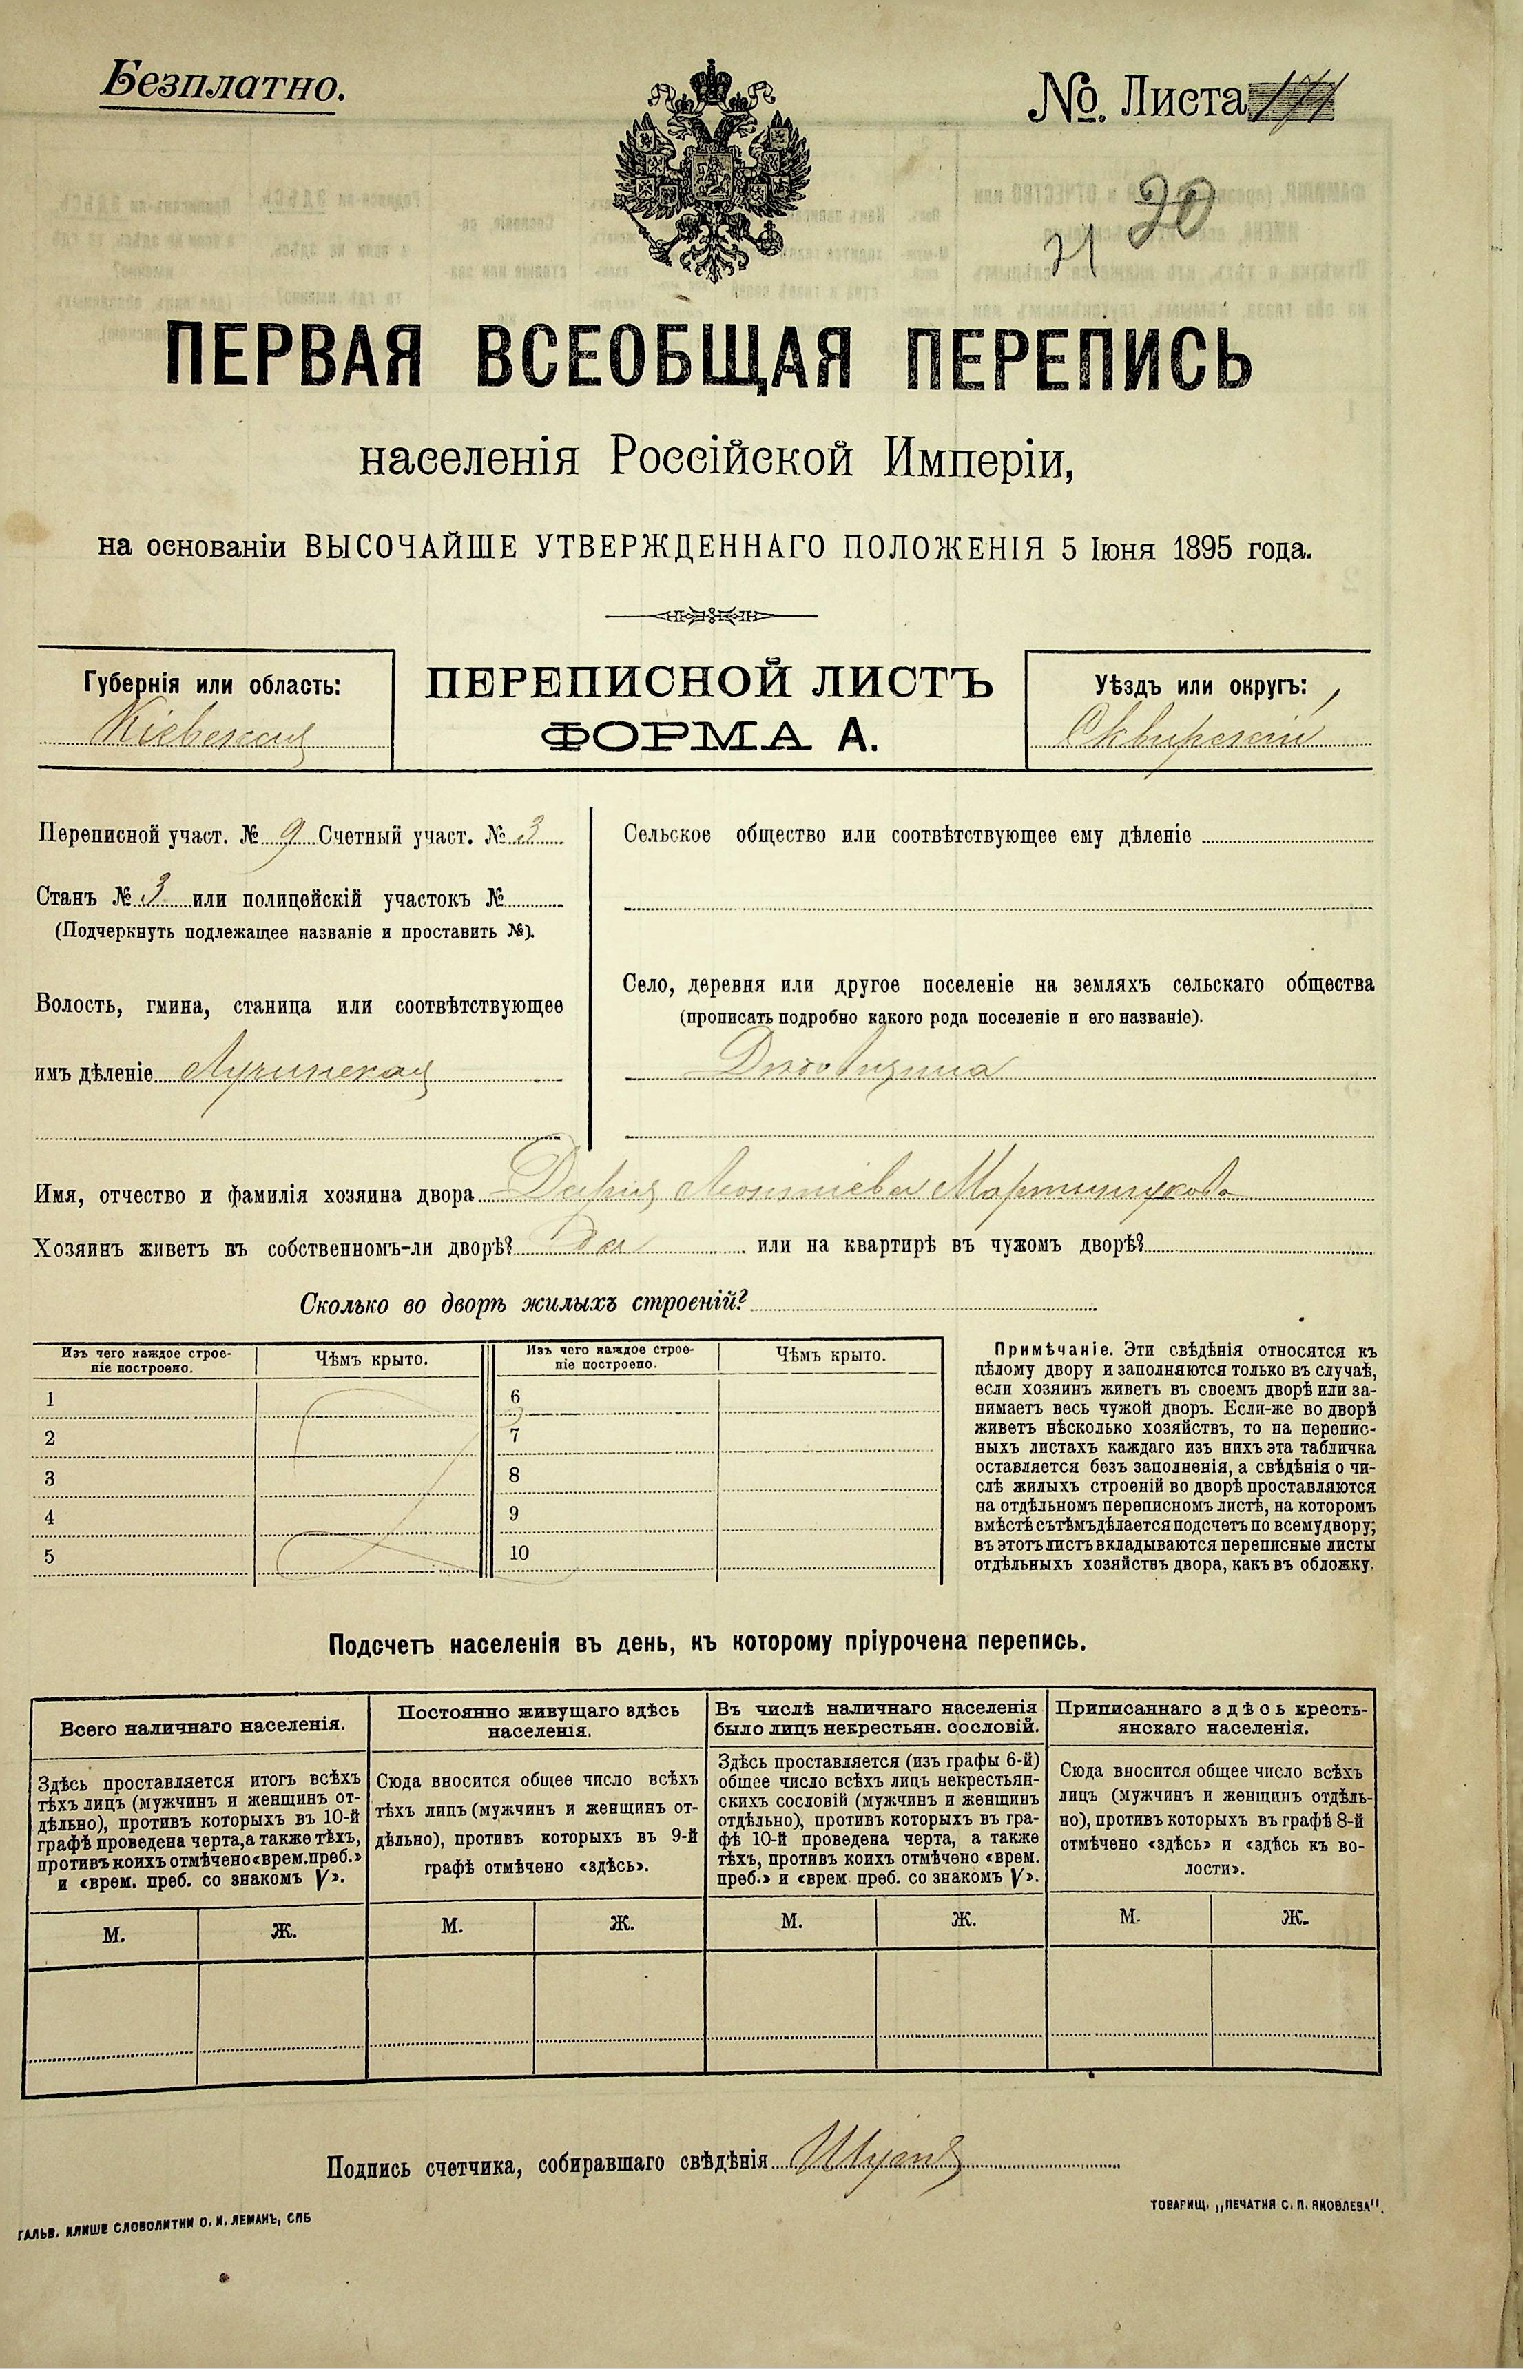 Безплатно.
№. Листа 171
20
21
ПЕРВАЯ ВСЕОБЩАЯ ПЕРЕПИСЬ
населенія Россійской Имперіи,
на основаніи ВЫСОЧАЙШЕ УТВЕРЖДЕННАГО ПОЛОЖЕНІЯ 5 Іюня 1895 года.
Губернія или область:
Кіевская
ПЕРЕПИСНОЙ ЛИСТЪ
ФОРМА А.
Уѣздъ или округъ:
Сквирскій
Переписной участ. № 9 Счетный участ. № 3
Станъ № 3 или полицейскій участокъ №
(Подчеркнуть подлежащее названіе и проставить №).
Волость, гмина, станица или соотвѣтствующее
имъ дѣленіе Лучинская
Сельское общество или соотвѣтствующее ему дѣленіе
Село, деревня или другое поселеніе на земляхъ сельскаго общества
(прописать подробно какого рода поселеніе и его названіе).
Имя, отчество и фамилія хозяина двора Дарія Леонтіева Мартынюкова
Хозяинъ живетъ въ собственномъ-ли дворѣ? да или на квартирѣ въ чужомъ дворѣ?
Сколько во дворѣ жилыхъ строеній?
Изъ чего каждое строе-
ніе построено.
Чѣмъ крыто.
1
2
3
4
5
Изъ чего каждое строе-
ніе построено.
Чѣмъ крыто.
6
7
8
9
10
Примѣчаніе. Эти свѣдѣнія относятся къ
цѣлому двору и заполняются только въ случаѣ,
если хозяинъ живетъ въ своемъ дворѣ или за-
нимаетъ весь чужой дворъ. Если-же во дворѣ
живетъ нѣсколько хозяйствъ, то на перепис-
ныхъ листахъ каждаго изъ нихъ эта табличка
оставляется безъ заполненія, а свѣдѣнія о чи-
слѣ жилыхъ строеній во дворѣ проставляются
на отдѣльномъ переписномъ листѣ, на которомъ
вмѣстѣ съ тѣмъ дѣлается подсчетъ по всему двору;
въ этотъ листъ вкладываются переписные листы
отдѣльныхъ хозяйствъ двора, какъ въ обложку.
Подсчетъ населенія въ день, къ которому пріурочена перепись.
Всего наличнаго населенія.
Здѣсь проставляется итогъ всѣхъ
тѣхъ лицъ (мужчинъ и женщинъ от-
дѣльно), противъ которыхъ въ 10-й
графѣ проведена черта, а также тѣхъ,
противъ коихъ отмѣчено «врем. преб.»
и «врем. преб. со знакомъ V».
М. Ж.
Постоянно живущаго здѣсь
населенія.
Сюда вносится общее число всѣхъ
тѣхъ лицъ (мужчинъ и женщинъ от-
дѣльно), противъ которыхъ въ 9-й
графѣ отмѣчено «здѣсь».
М. Ж.
Въ числѣ наличнаго населенія
было лицъ некрестьян. сословій.
Здѣсь проставляется (изъ графы 6-й)
общее число всѣхъ лицъ некрестьян-
скихъ сословій (мужчинъ и женщинъ
отдѣльно), противъ которыхъ въ гра-
фѣ 10-й проведена черта, а также
тѣхъ, противъ коихъ отмѣчено «врем.
преб.» и «врем. преб. со знакомъ V».
М. Ж.
Приписаннаго здѣсь кресть-
янскаго населенія.
Сюда вносится общее число всѣхъ
лицъ (мужчинъ и женщинъ отдѣль-
но), противъ которыхъ въ графѣ 8-й
отмѣчено «здѣсь» и «здѣсь къ во-
лости».
М. Ж.
Подпись счетчика, собиравшаго свѣдѣнія
ГАЛЬВ. КЛИШЕ СЛОВОЛИТНИ О. И. ЛЕМАНЪ, СПБ
ТОВАРИЩ. „ПЕЧАТНЯ С. П. ЯКОВЛЕВА".